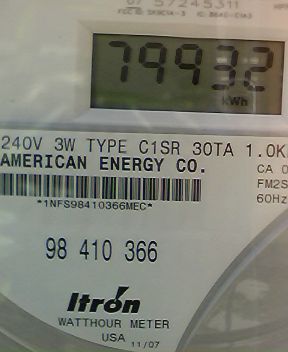 57245311
79932
kWh
240V 3W TYPE C1SR 30TA 1.0K
AMERICAN ENERGY CO.
CA 0
FM2S
60Hz
*1NFS98410366MEC*
98 410 366
Itron
WATTHOUR METER
USA 11/07